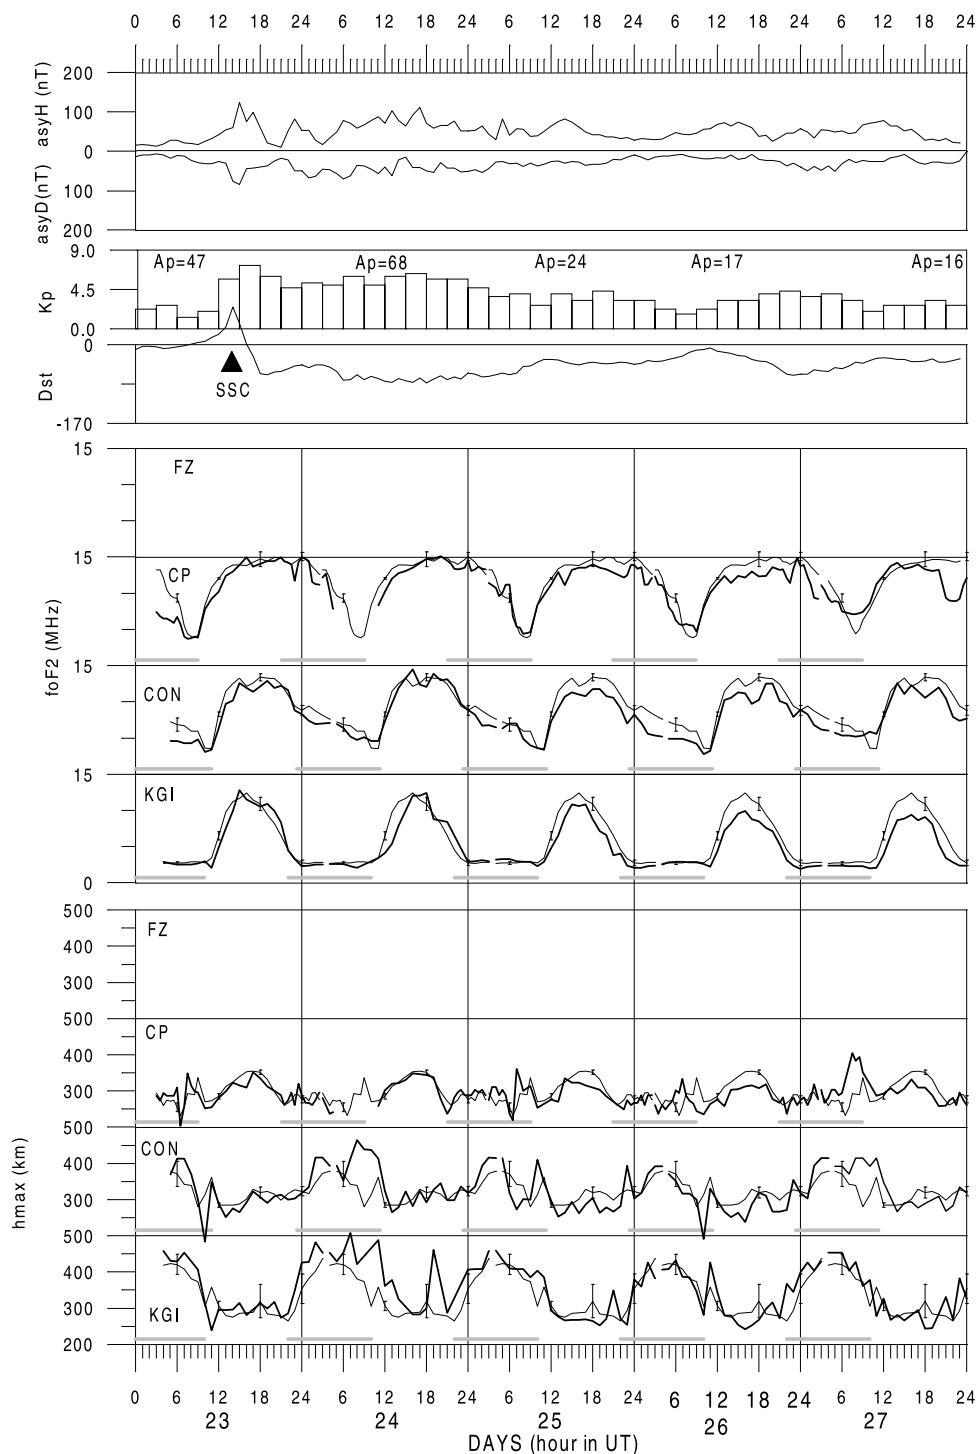 0 6 12 18 24 6 12 18 24 6 12 18 24 6 12 18 24 6 12 18 24
200
100
0
100
200
asyH (nT)
asyD (nT)
9.0
4.5
0.0
Kp
Ap=47 Ap=68 Ap=24 Ap=17 Ap=16
0
-170
Dst
SSC
15
FZ
15
CP
15
CON
15
KGI
0
foF2 (MHz)
500
FZ
400
300
500
CP
400
300
500
CON
400
300
500
400
300
KGI
200
hmax (km)
0 6 12 18 24 6 12 18 24 6 12 18 24 6 12 18 24 6 12 18 24
23 24 25 26 27
DAYS (hour in UT)